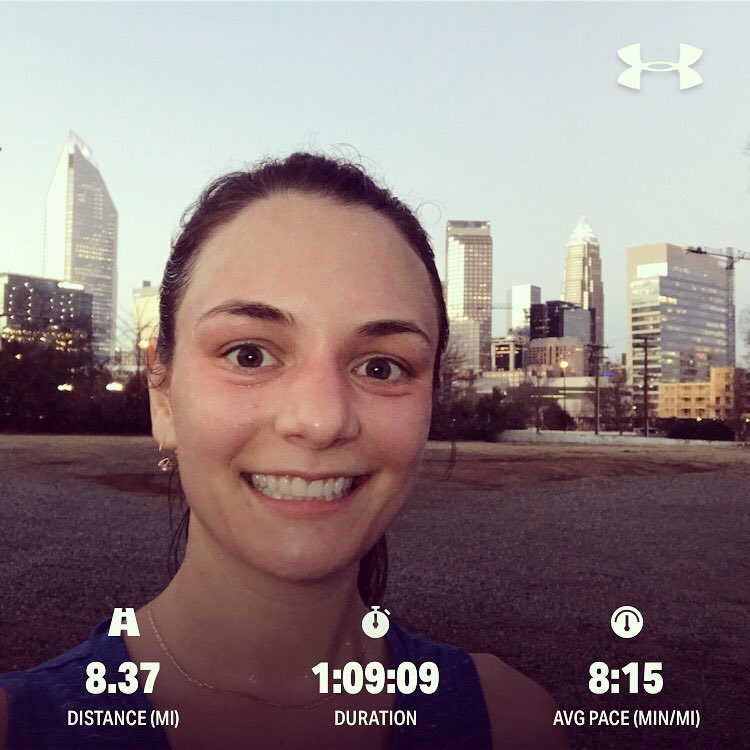 8.37
1:09:09
8:15
DISTANCE (MI)
DURATION
AVG PACE (MIN/MI)